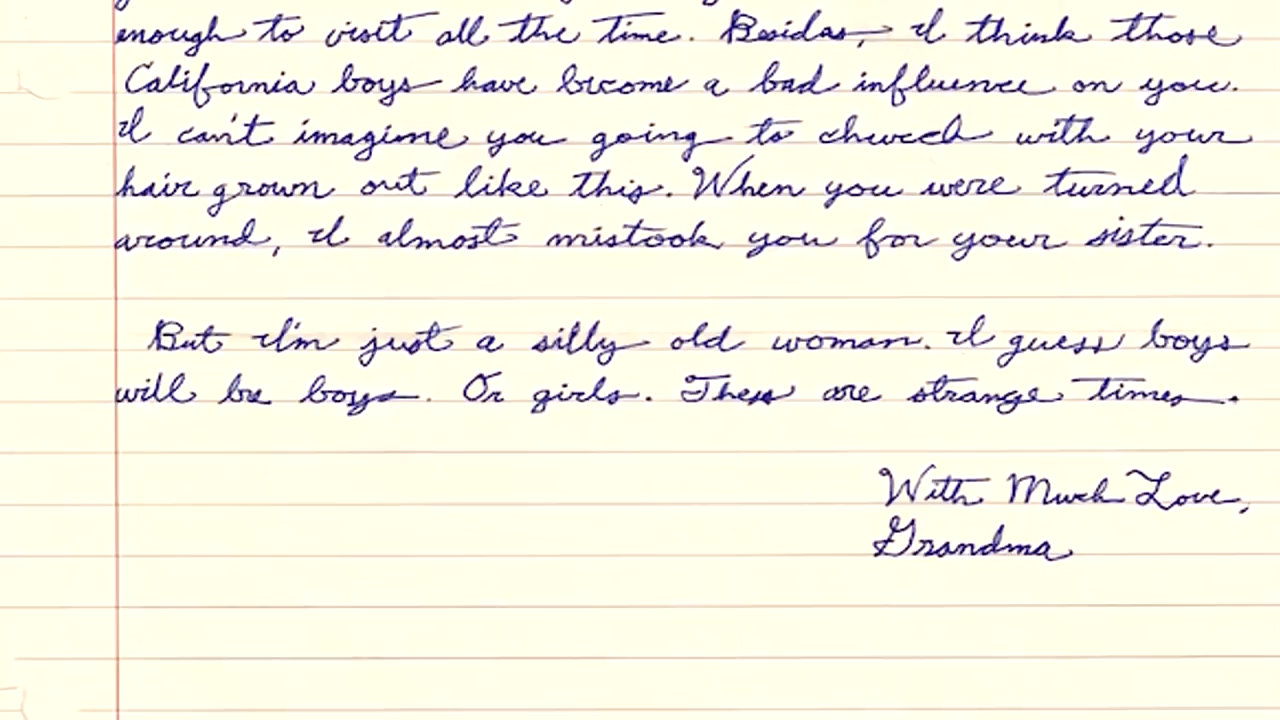 enough to visit all the time. Besides, I think those
California boys have become a bad influence on you.
I can't imagine you going to church with your
hair grown out like this. When you were turned
around, I almost mistook you for your sister.
But I'm just a silly old woman. I guess boys
will be boys. Or girls. These are strange times.
With Much Love,
Grandma